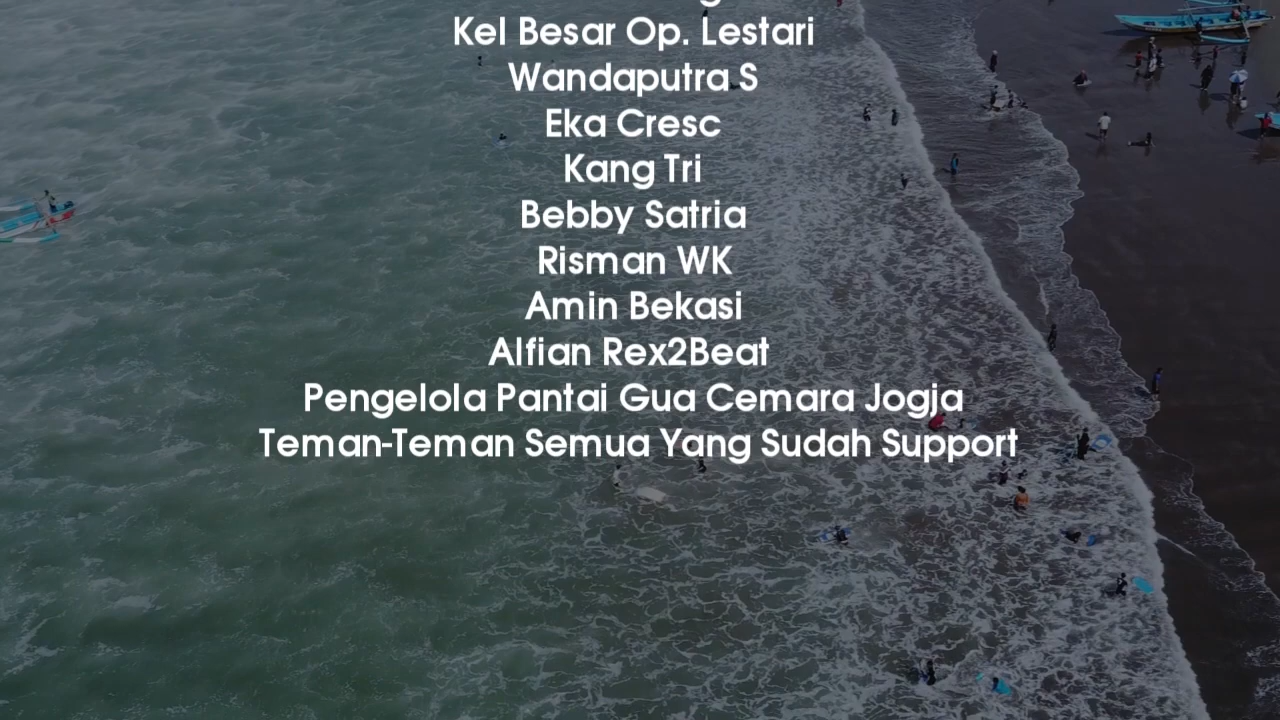 Kel Besar Op. Lestari
Wandaputra S
Eka Cresc
Kang Tri
Bebby Satria
Risman WK
Amin Bekasi
Alfian Rex2Beat
Pengelola Pantai Gua Cemara Jogja
Teman-Teman Semua Yang Sudah Support